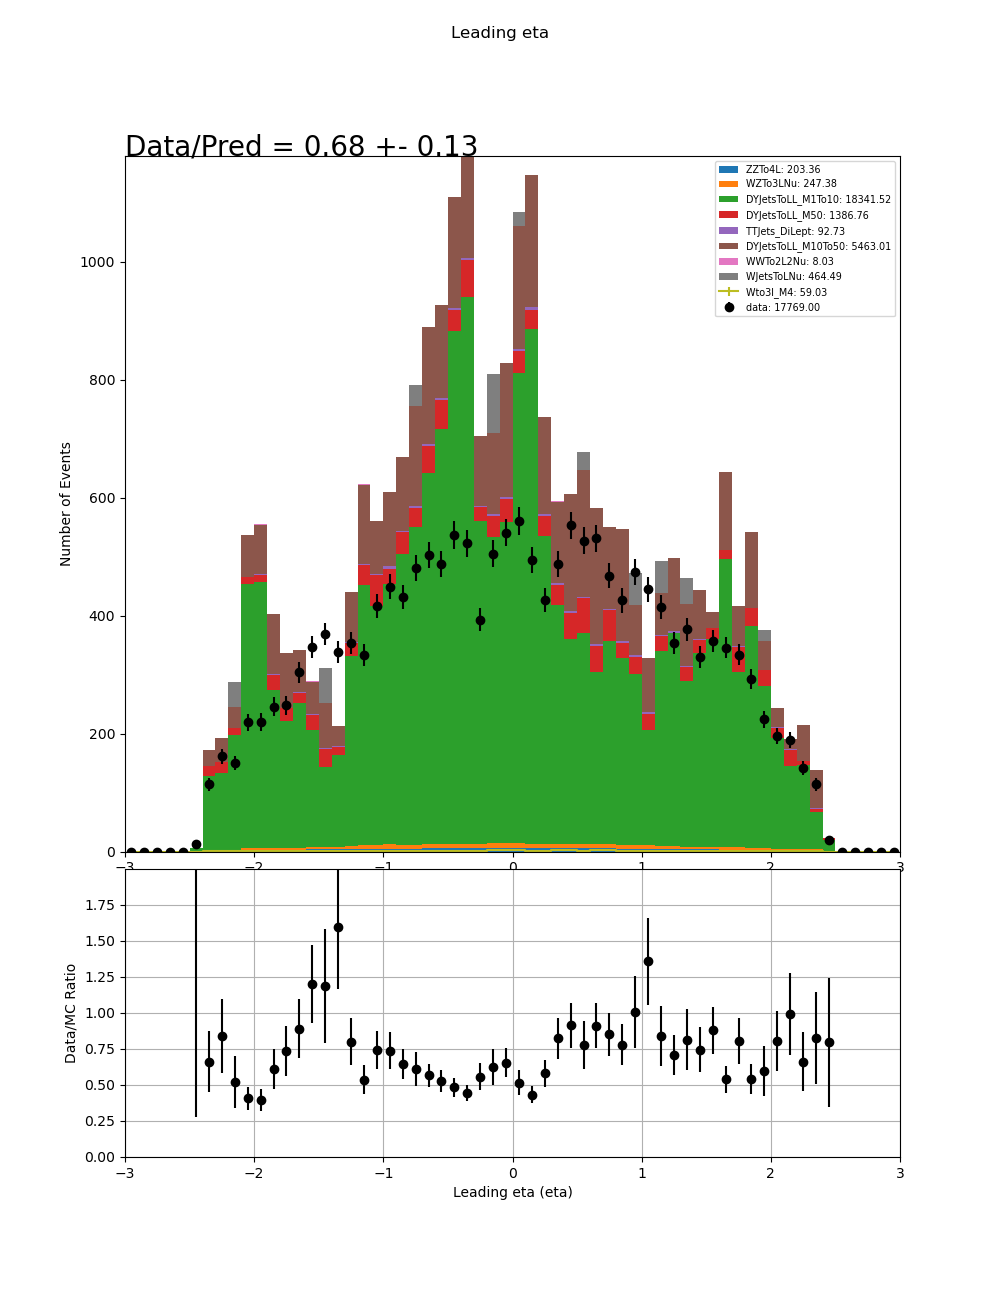 Leading eta
Data/Pred = 0.68 +- 0.13
ZZTo4L: 203.36
WZTo3LNu: 247.38
DYJetsToLL_M1To10: 18341.52
DYJetsToLL_M50: 1386.76
TTJets_DiLept: 92.73
DYJetsToLL_M10To50: 5463.01
WWTo2L2Nu: 8.03
WJetsToLNu: 464.49
Wto3l_M4: 59.03
data: 17769.00
Number of Events
1000
800
600
400
200
0
−3 −2 −1 0 1 2 3
Data/MC Ratio
1.75
1.50
1.25
1.00
0.75
0.50
0.25
0.00
−3 −2 −1 0 1 2 3
Leading eta (eta)